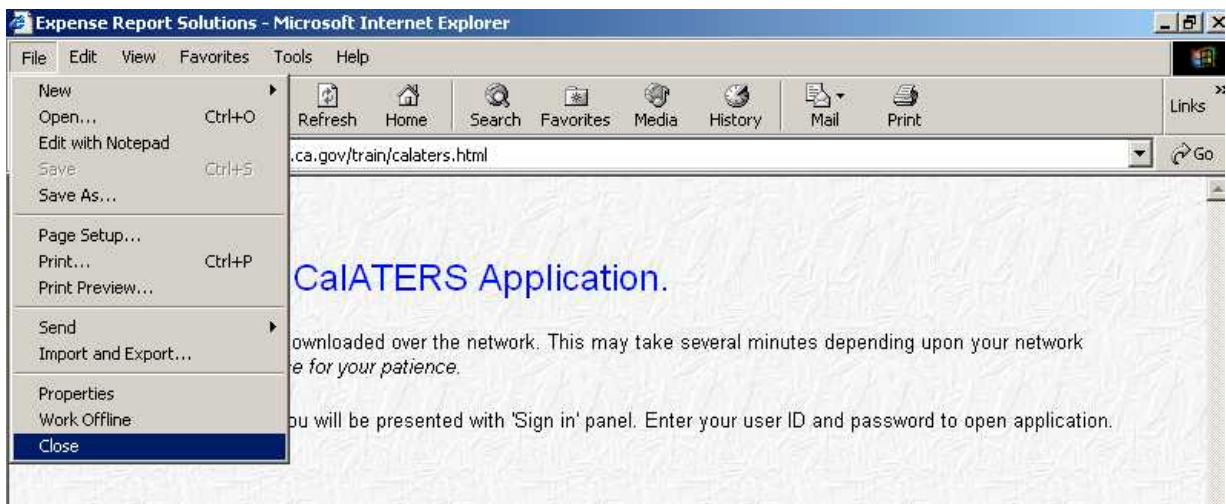 Expense Report Solutions - Microsoft Internet Explorer
File Edit View Favorites Tools Help
Refresh Home Search Favorites Media History Mail Print Links »
.ca.gov/train/calaters.html Go
New
Open... Ctrl+O
Edit with Notepad
Save Ctrl+S
Save As...
Page Setup...
Print... Ctrl+P
Print Preview...
Send
Import and Export...
Properties
Work Offline
Close
CalATERS Application.
ownloaded over the network. This may take several minutes depending upon your network
e for your patience.
ou will be presented with 'Sign in' panel. Enter your user ID and password to open application.